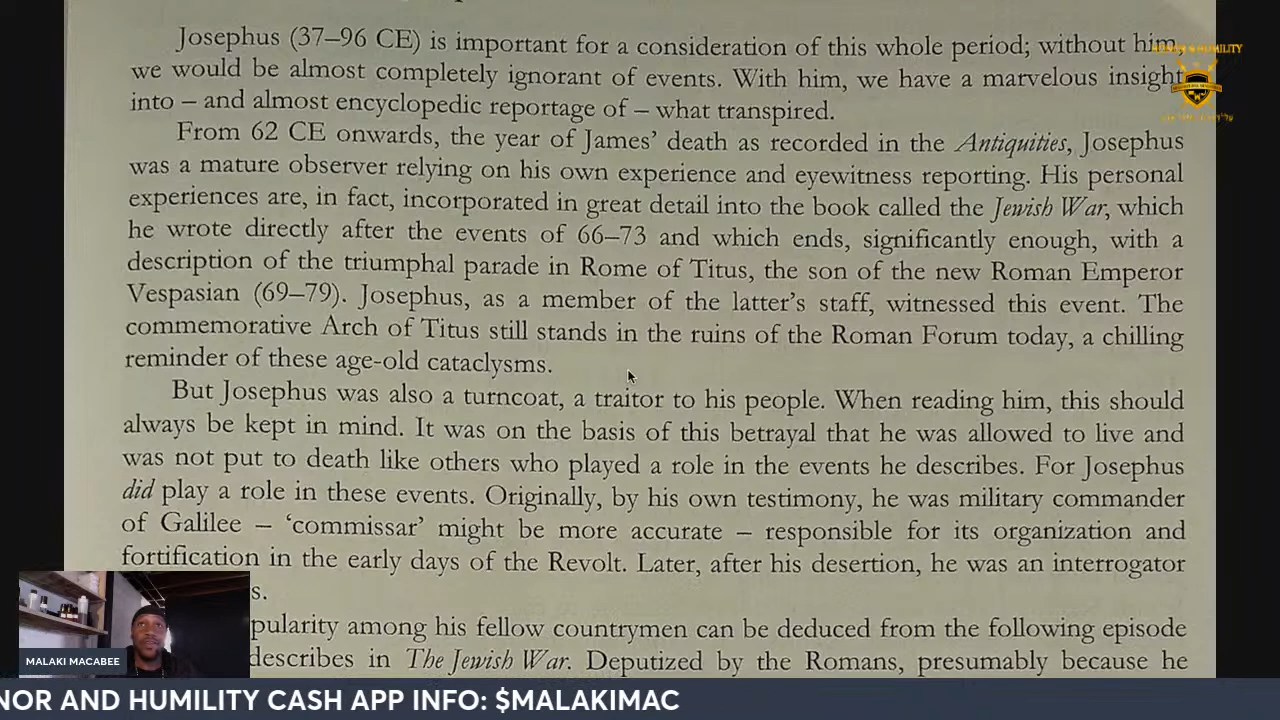 Josephus (37–96 CE) is important for a consideration of this whole period; without him,
we would be almost completely ignorant of events. With him, we have a marvelous insight
into – and almost encyclopedic reportage of – what transpired.
From 62 CE onwards, the year of James’ death as recorded in the Antiquities, Josephus
was a mature observer relying on his own experience and eyewitness reporting. His personal
experiences are, in fact, incorporated in great detail into the book called the Jewish War, which
he wrote directly after the events of 66–73 and which ends, significantly enough, with a
description of the triumphal parade in Rome of Titus, the son of the new Roman Emperor
Vespasian (69–79). Josephus, as a member of the latter’s staff, witnessed this event. The
commemorative Arch of Titus still stands in the ruins of the Roman Forum today, a chilling
reminder of these age-old cataclysms.
But Josephus was also a turncoat, a traitor to his people. When reading him, this should
always be kept in mind. It was on the basis of this betrayal that he was allowed to live and
was not put to death like others who played a role in the events he describes. For Josephus
did play a role in these events. Originally, by his own testimony, he was military commander
of Galilee – ‘commissar’ might be more accurate – responsible for its organization and
fortification in the early days of the Revolt. Later, after his desertion, he was an interrogator
s.
pularity among his fellow countrymen can be deduced from the following episode
describes in The Jewish War. Deputized by the Romans, presumably because he
& HUMILITY
MALAKI MACABEE
NOR AND HUMILITY CASH APP INFO: $MALAKIMAC